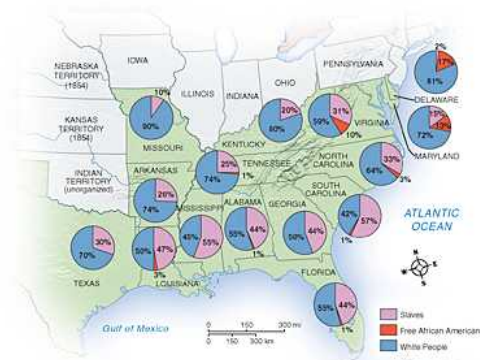 NEBRASKA
TERRITORY
(1854)
IOWA
ILLINOIS
INDIANA
OHIO
PENNSYLVANIA
2%
17%
81%
DELAWARE
KANSAS
TERRITORY
(1854)
10%
90%
MISSOURI
20%
80%
KENTUCKY
31%
59%
10%
VIRGINIA
15%
13%
72%
MARYLAND
INDIAN
TERRITORY
(unorganized)
ARKANSAS
26%
74%
25%
74%
1%
TENNESSEE
NORTH
CAROLINA
33%
64%
3%
SOUTH
CAROLINA
42%
57%
1%
ATLANTIC
OCEAN
30%
70%
TEXAS
50%
47%
3%
LOUISIANA
MISSISSIPPI
45%
55%
ALABAMA
55%
44%
1%
GEORGIA
44%
FLORIDA
55%
44%
1%
Gulf of Mexico
0 150 300 mi
0 150 300 km
N
E
S
W
Slaves
Free African American
White People